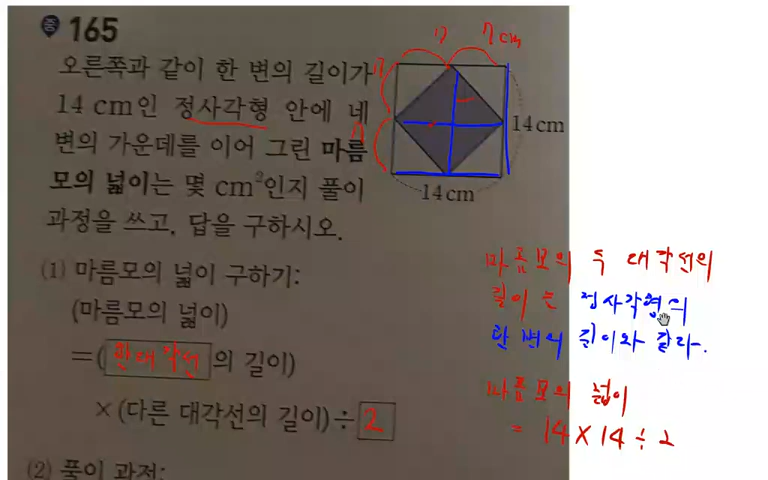 중 165
오른쪽과 같이 한 변의 길이가
14 cm인 정사각형 안에 네
변의 가운데를 이어 그린 마름
모의 넓이는 몇 cm²인지 풀이
과정을 쓰고, 답을 구하시오.
7 7 cm
7
7
14 cm
14 cm
(1) 마름모의 넓이 구하기:
(마름모의 넓이)
=( 한 대각선 의 길이)
×(다른 대각선의 길이)÷ 2
(2) 풀이 과정:
마름모의 두 대각선의
길이는 정사각형의
한 변의 길이와 같다.
마름모의 넓이
= 14 × 14 ÷ 2